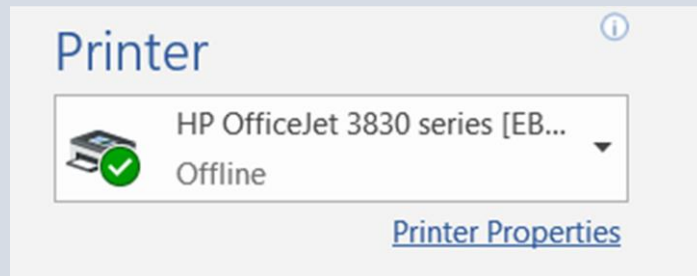 Printer
HP OfficeJet 3830 series [EB...
Offline
Printer Properties